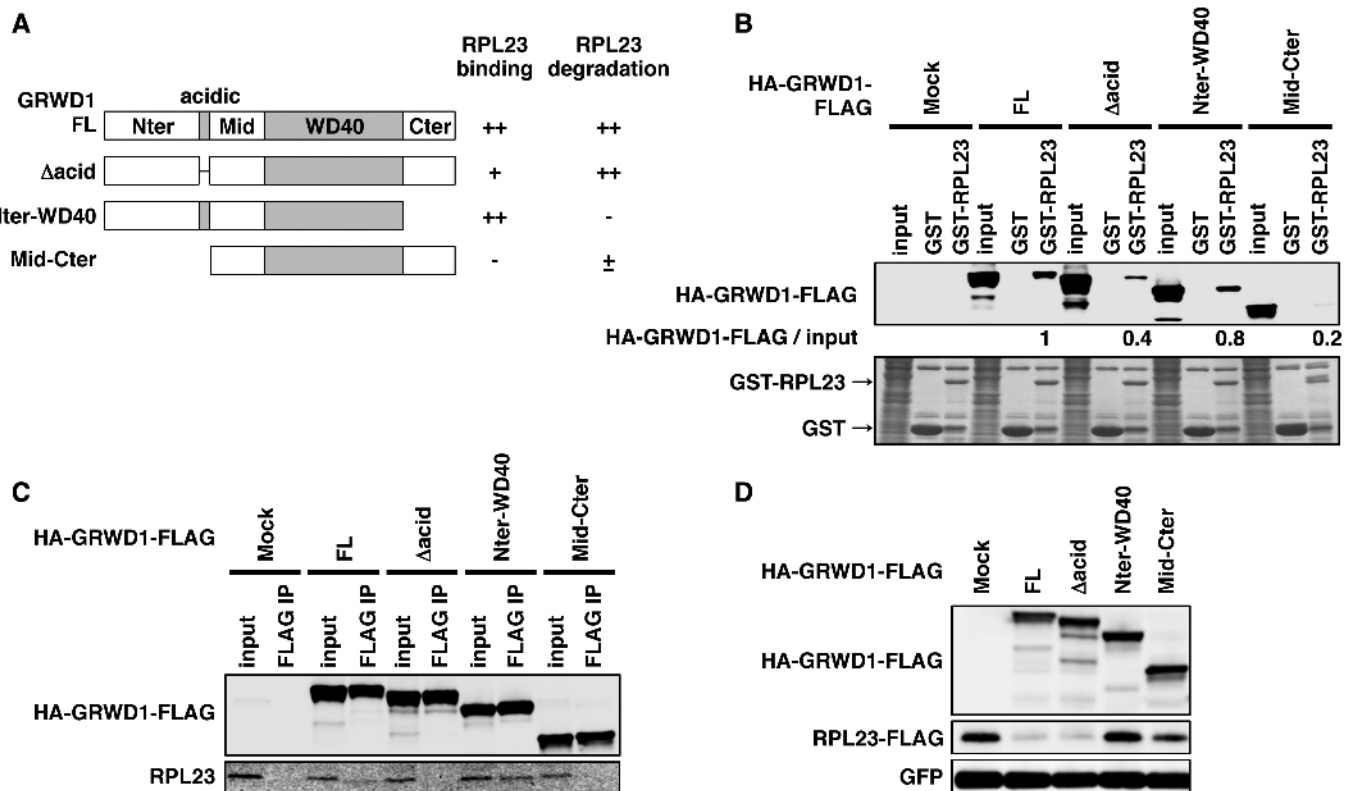 A
RPL23 binding
RPL23 degradation
acidic
GRWD1
FL
Nter
Mid
WD40
Cter
++
++
Δacid
+
++
Nter-WD40
++
-
Mid-Cter
-
±
B
HA-GRWD1-FLAG
Mock
FL
Δacid
Nter-WD40
Mid-Cter
input
GST
GST-RPL23
input
GST
GST-RPL23
input
GST
GST-RPL23
input
GST
GST-RPL23
input
GST
GST-RPL23
HA-GRWD1-FLAG
HA-GRWD1-FLAG / input
1
0.4
0.8
0.2
GST-RPL23 →
GST →
C
HA-GRWD1-FLAG
Mock
FL
Δacid
Nter-WD40
Mid-Cter
input
FLAG IP
input
FLAG IP
input
FLAG IP
input
FLAG IP
input
FLAG IP
HA-GRWD1-FLAG
RPL23
D
HA-GRWD1-FLAG
Mock
FL
Δacid
Nter-WD40
Mid-Cter
HA-GRWD1-FLAG
RPL23-FLAG
GFP